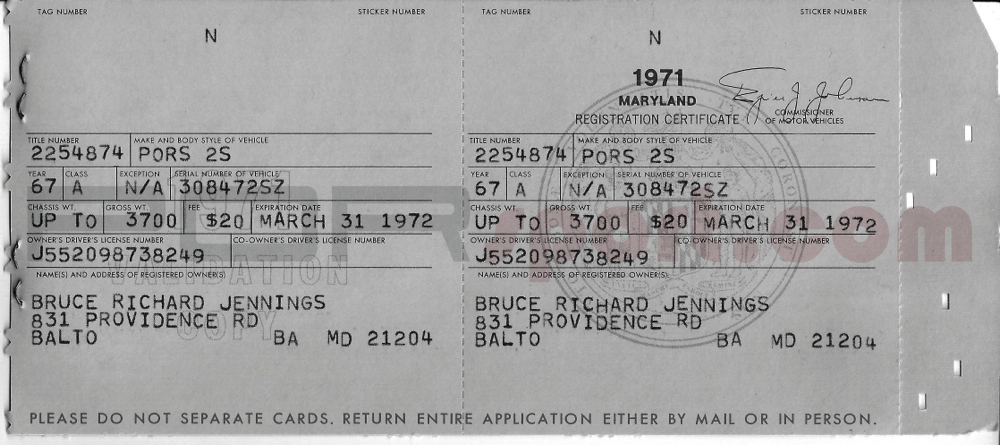 TAG NUMBER STICKER NUMBER
N
TITLE NUMBER MAKE AND BODY STYLE OF VEHICLE
2254874 PORS 2S
YEAR CLASS EXCEPTION SERIAL NUMBER OF VEHICLE
67 A N/A 308472SZ
CHASSIS WT. GROSS WT. FEE EXPIRATION DATE
UP TO 3700 $20 MARCH 31 1972
OWNER'S DRIVER'S LICENSE NUMBER CO-OWNER'S DRIVER'S LICENSE NUMBER
J552098738249
VALIDATION
NAME(S) AND ADDRESS OF REGISTERED OWNER(S)
BRUCE RICHARD JENNINGS
831 PROVIDENCE RD
COPY
BALTO BA MD 21204
TAG NUMBER STICKER NUMBER
N
1971
MARYLAND
REGISTRATION CERTIFICATE
COMMISSIONER
OF MOTOR VEHICLES
TITLE NUMBER MAKE AND BODY STYLE OF VEHICLE
2254874 PORS 2S
YEAR CLASS EXCEPTION SERIAL NUMBER OF VEHICLE
67 A N/A 308472SZ
CHASSIS WT. GROSS WT. FEE EXPIRATION DATE
UP TO 3700 $20 MARCH 31 1972
.com
OWNER'S DRIVER'S LICENSE NUMBER CO-OWNER'S DRIVER'S LICENSE NUMBER
J552098738249
NAME(S) AND ADDRESS OF REGISTERED OWNER(S)
BRUCE RICHARD JENNINGS
831 PROVIDENCE RD
BALTO BA MD 21204
PLEASE DO NOT SEPARATE CARDS. RETURN ENTIRE APPLICATION EITHER BY MAIL OR IN PERSON.